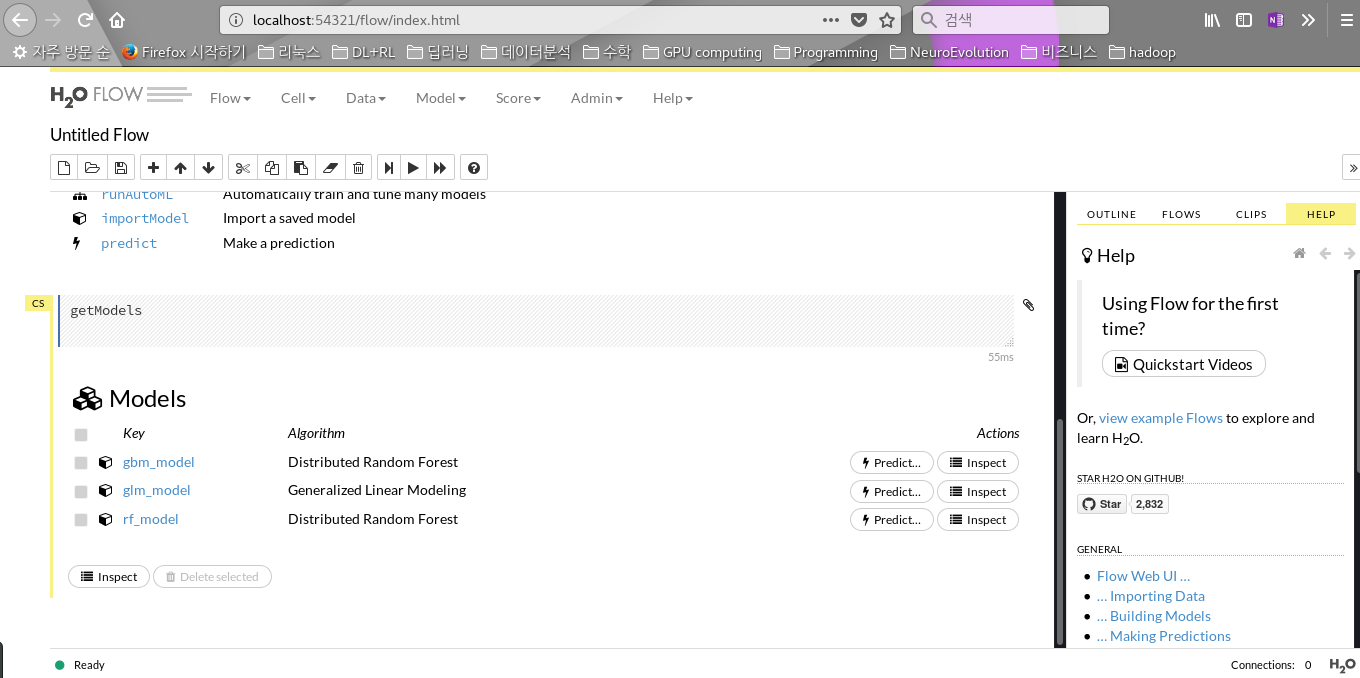 localhost:54321/flow/index.html
검색
자주 방문 순 Firefox 시작하기 리눅스 DL+RL 딥러닝 데이터분석 수학 GPU computing Programming NeuroEvolution 비즈니스 hadoop
H2O FLOW Flow Cell Data Model Score Admin Help
Untitled Flow
runAutoML Automatically train and tune many models
importModel Import a saved model
predict Make a prediction
CS
getModels
55ms
Models
Key Algorithm Actions
gbm_model Distributed Random Forest Predict... Inspect
glm_model Generalized Linear Modeling Predict... Inspect
rf_model Distributed Random Forest Predict... Inspect
Inspect Delete selected
OUTLINE FLOWS CLIPS HELP
Help
Using Flow for the first
time?
Quickstart Videos
Or, view example Flows to explore and
learn H2O.
STAR H2O ON GITHUB!
Star 2,832
GENERAL
Flow Web UI ...
... Importing Data
... Building Models
... Making Predictions
Ready
Connections: 0 H2O